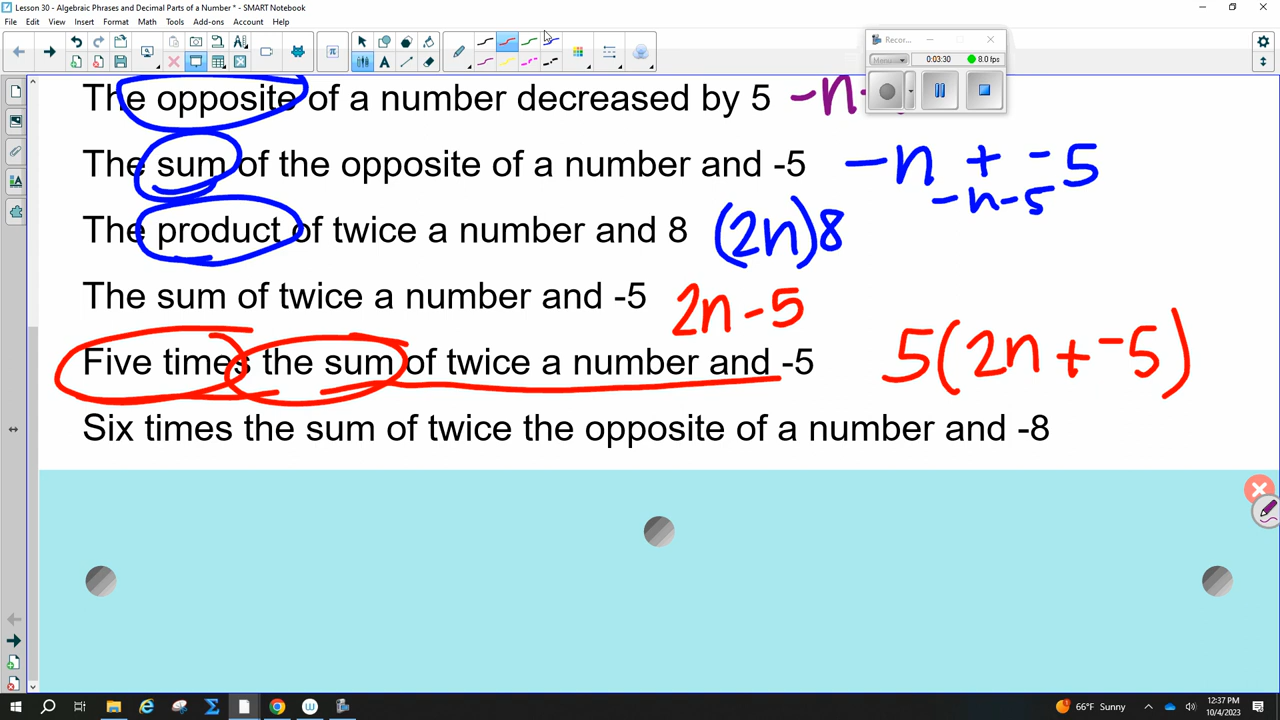 Lesson 30 - Algebraic Phrases and Decimal Parts of a Number * - SMART Notebook
File Edit View Insert Format Math Tools Add-ons Account Help
Recor...
Menu
0:03:30 8.0 fps
The opposite of a number decreased by 5 -n-
The sum of the opposite of a number and -5 -n + -5
-n-5
The product of twice a number and 8 (2n)8
The sum of twice a number and -5 2n-5
Five times the sum of twice a number and -5 5(2n+-5)
Six times the sum of twice the opposite of a number and -8
66°F Sunny
12:37 PM
10/4/2023